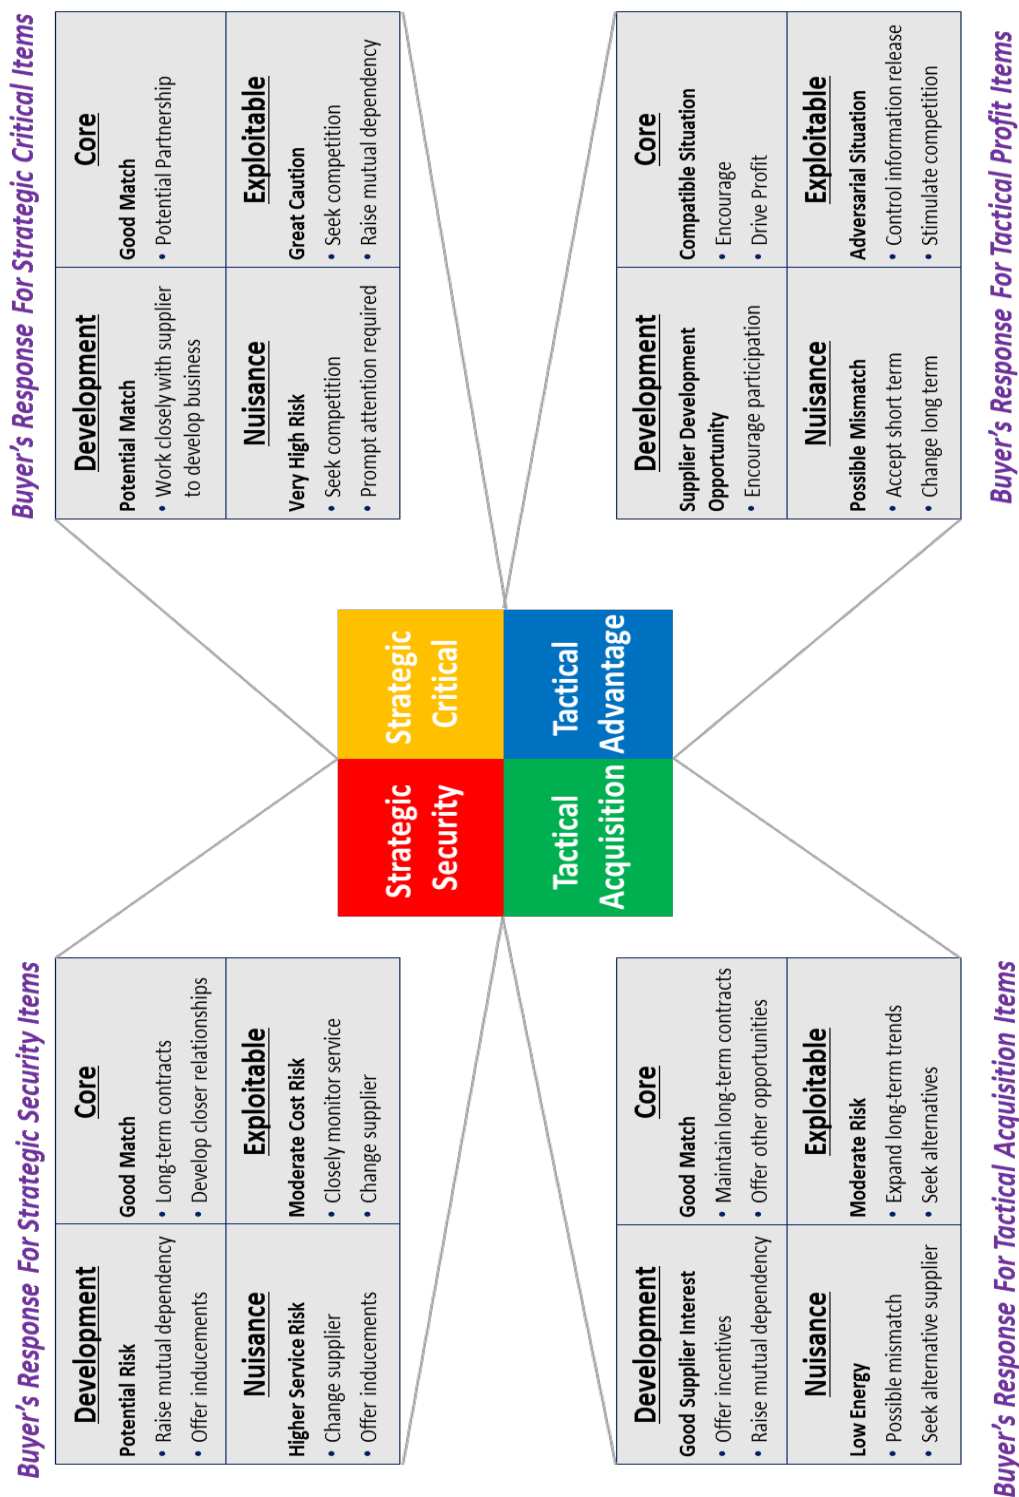 Buyer's Response For Strategic Security Items
Development
Potential Risk
• Raise mutual dependency
• Offer inducements
Core
Good Match
• Long-term contracts
• Develop closer relationships
Nuisance
Higher Service Risk
• Change supplier
• Offer inducements
Exploitable
Moderate Cost Risk
• Closely monitor service
• Change supplier
Buyer's Response For Strategic Critical Items
Development
Potential Match
• Work closely with supplier
to develop business
Core
Good Match
• Potential Partnership
Nuisance
Very High Risk
• Seek competition
• Prompt attention required
Exploitable
Great Caution
• Seek competition
• Raise mutual dependency
Strategic
Security
Strategic
Critical
Tactical
Acquisition
Tactical
Advantage
Development
Good Supplier Interest
• Offer incentives
• Raise mutual dependency
Core
Good Match
• Maintain long-term contracts
• Offer other opportunities
Nuisance
Low Energy
• Possible mismatch
• Seek alternative supplier
Exploitable
Moderate Risk
• Expand long-term trends
• Seek alternatives
Buyer's Response For Tactical Acquisition Items
Development
Supplier Development
Opportunity
• Encourage participation
Core
Compatible Situation
• Encourage
• Drive Profit
Nuisance
Possible Mismatch
• Accept short term
• Change long term
Exploitable
Adversarial Situation
• Control information release
• Stimulate competition
Buyer's Response For Tactical Profit Items